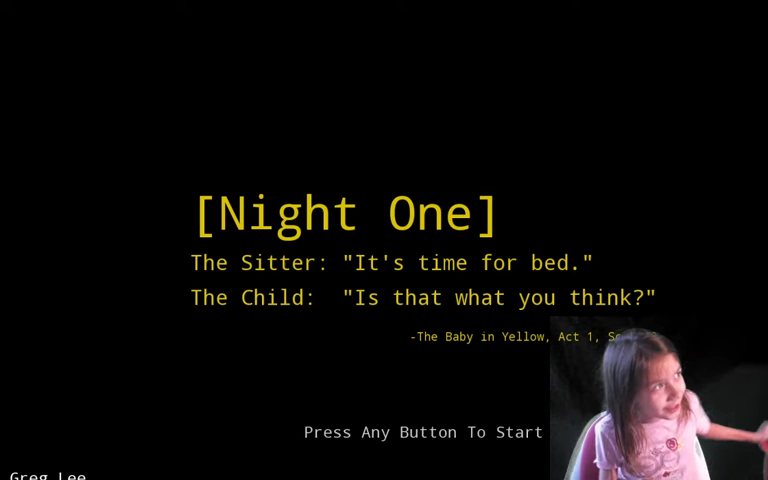 [Night One]
The Sitter: "It's time for bed."
The Child: "Is that what you think?"
-The Baby in Yellow, Act 1,
Press Any Button To Start
Greg Lee